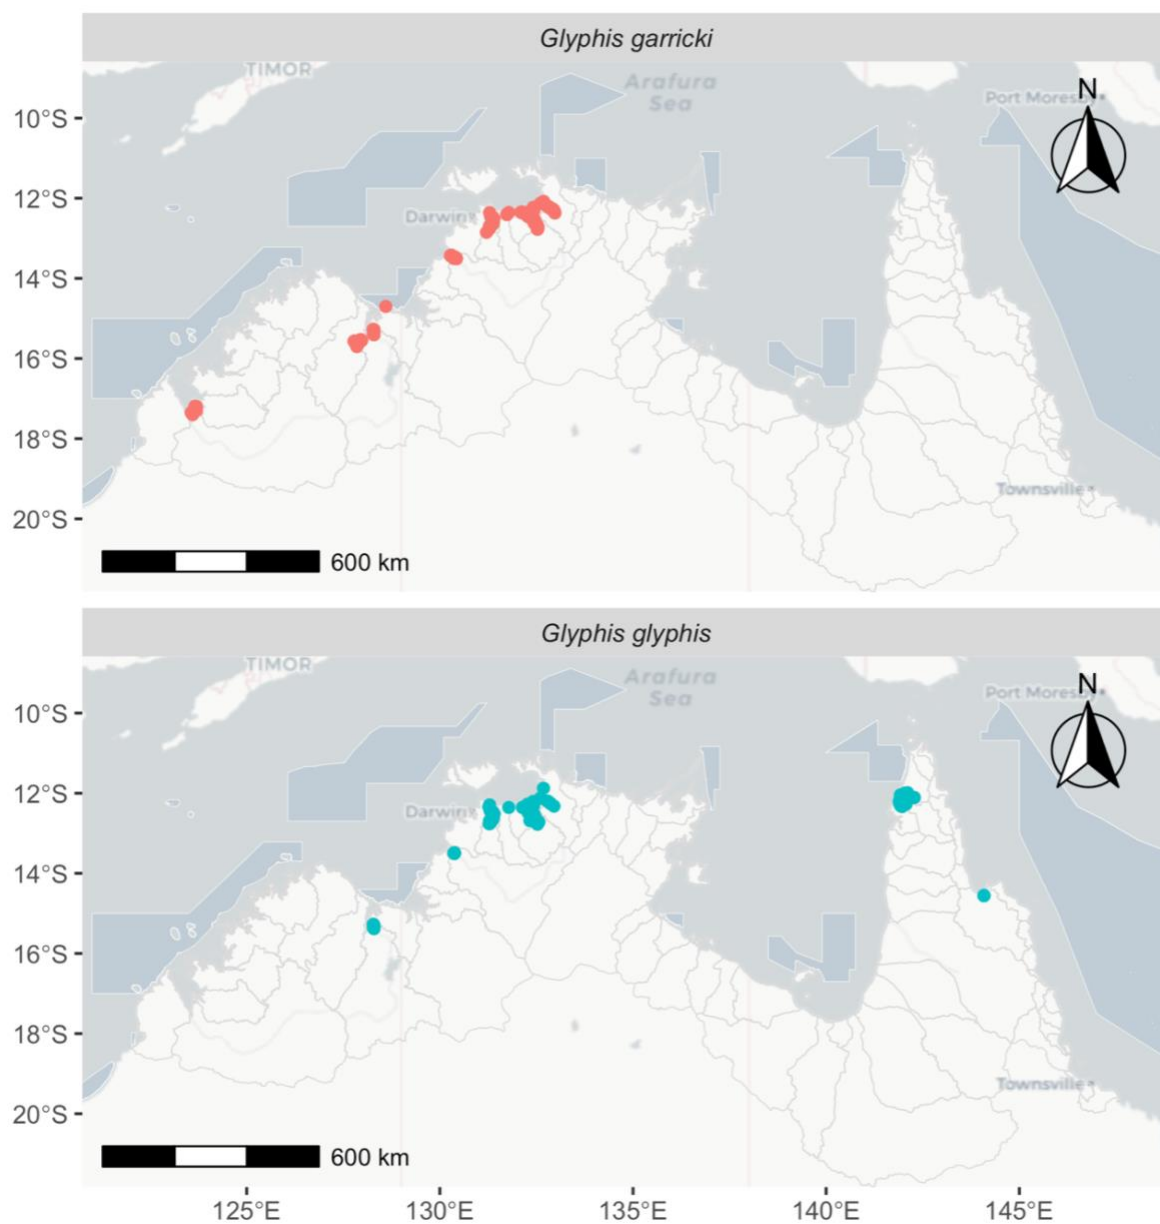 Glyphis garricki
TIMOR
Arafura
Sea
Port Moresby
N
10°S
12°S
Darwin
14°S
16°S
18°S
Townsville
20°S
600 km
Glyphis glyphis
TIMOR
Arafura
Sea
Port Moresby
N
10°S
12°S
Darwin
14°S
16°S
18°S
Townsville
20°S
600 km
125°E
130°E
135°E
140°E
145°E